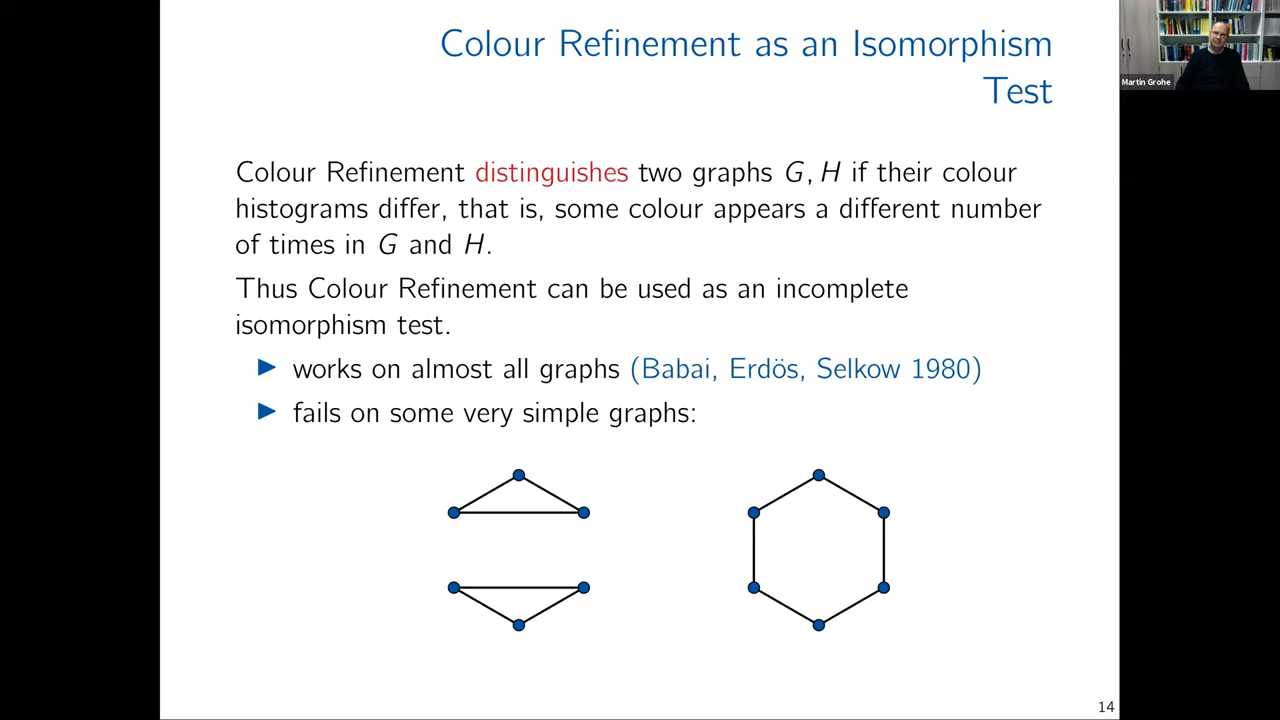 Colour Refinement as an Isomorphism
Test
Martin Grohe
Colour Refinement distinguishes two graphs G, H if their colour
histograms differ, that is, some colour appears a different number
of times in G and H.
Thus Colour Refinement can be used as an incomplete
isomorphism test.
▶ works on almost all graphs (Babai, Erdös, Selkow 1980)
▶ fails on some very simple graphs:
14